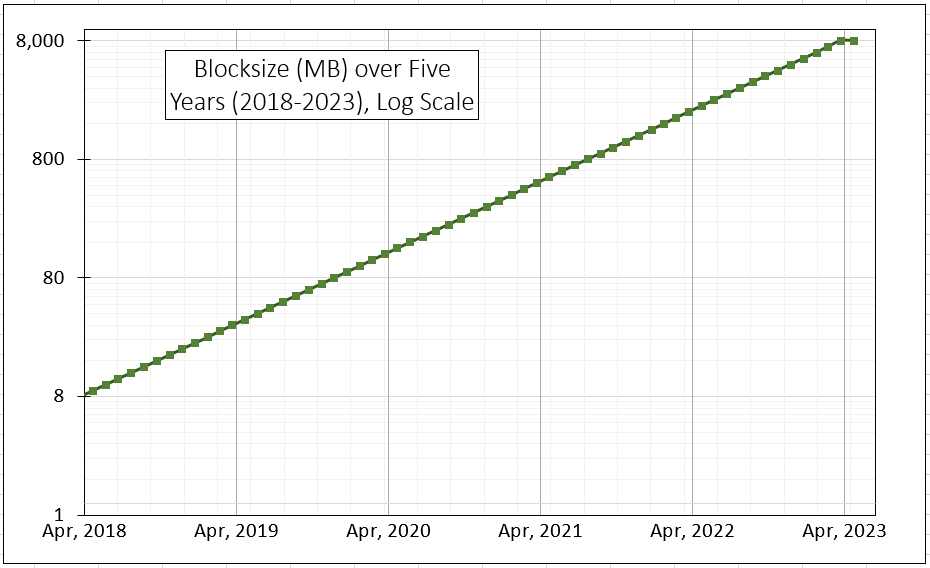 Blocksize (MB) over Five
Years (2018-2023), Log Scale
8,000
800
80
8
1
Apr, 2018
Apr, 2019
Apr, 2020
Apr, 2021
Apr, 2022
Apr, 2023